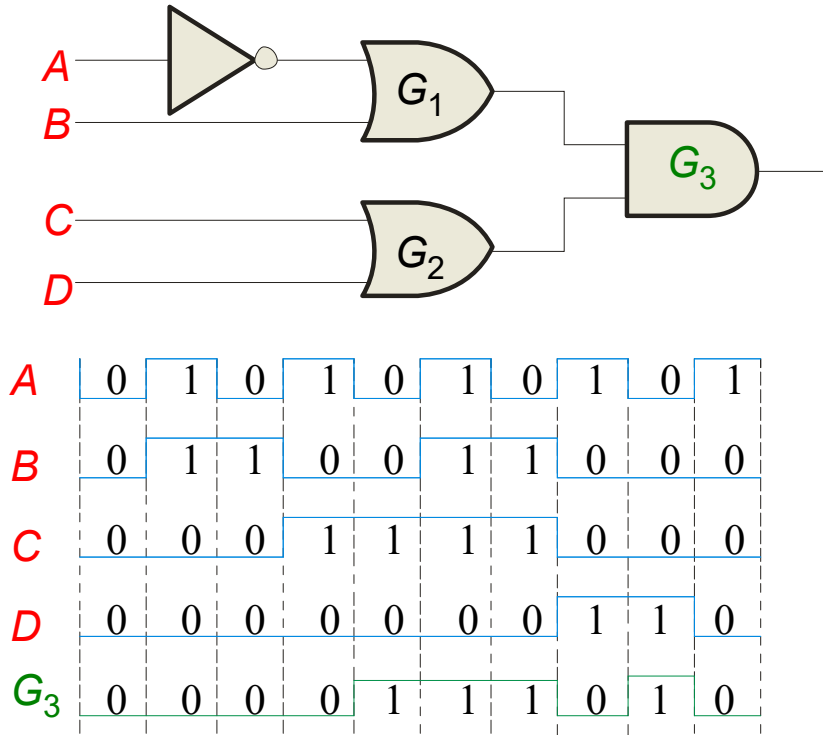 A
B
G1
G3
C
D
G2
A 0 1 0 1 0 1 0 1 0 1
B 0 1 1 0 0 1 1 0 0 0
C 0 0 0 1 1 1 1 0 0 0
D 0 0 0 0 0 0 0 1 1 0
G3 0 0 0 0 1 1 1 0 1 0